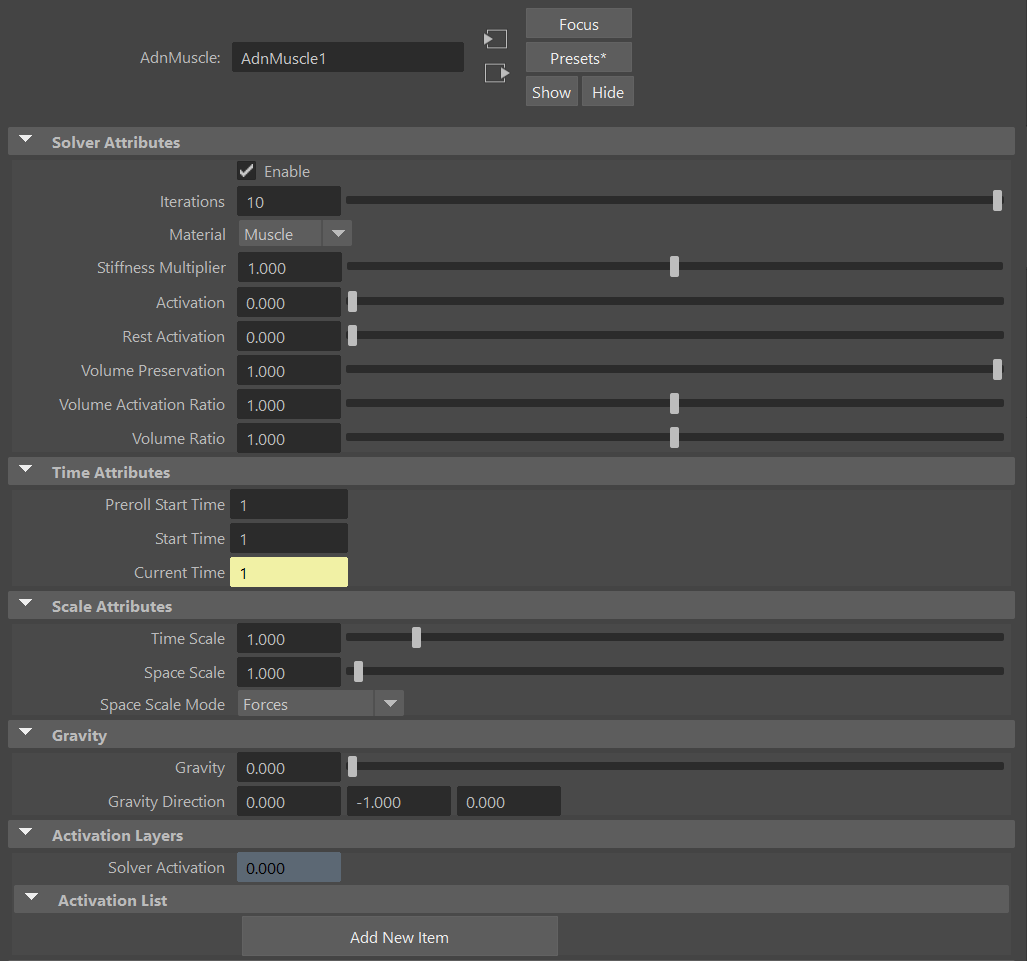 Focus
AdnMuscle: AdnMuscle1
Presets*
Show Hide
Solver Attributes
Enable
Iterations 10
Material Muscle
Stiffness Multiplier 1.000
Activation 0.000
Rest Activation 0.000
Volume Preservation 1.000
Volume Activation Ratio 1.000
Volume Ratio 1.000
Time Attributes
Preroll Start Time 1
Start Time 1
Current Time 1
Scale Attributes
Time Scale 1.000
Space Scale 1.000
Space Scale Mode Forces
Gravity
Gravity 0.000
Gravity Direction 0.000 -1.000 0.000
Activation Layers
Solver Activation 0.000
Activation List
Add New Item